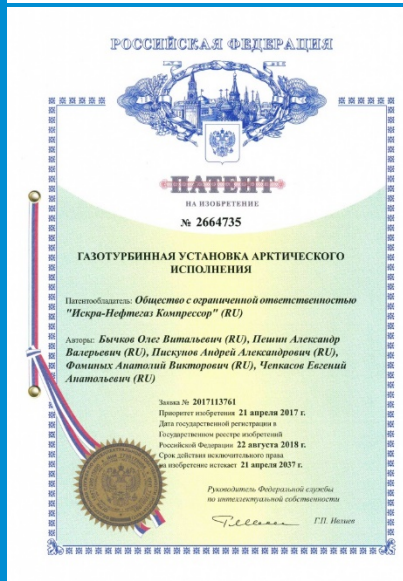 РОССИЙСКАЯ ФЕДЕРАЦИЯ
ПАТЕНТ
НА ИЗОБРЕТЕНИЕ
№ 2664735
ГАЗОТУРБИННАЯ УСТАНОВКА АРКТИЧЕСКОГО
ИСПОЛНЕНИЯ
Патентообладатель: Общество с ограниченной ответственностью
"Искра-Нефтегаз Компрессор" (RU)
Авторы: Бычков Олег Витальевич (RU), Пешин Александр
Валерьевич (RU), Пискунов Андрей Александрович (RU),
Фоминых Анатолий Викторович (RU), Чепкасов Евгений
Анатольевич (RU)
Заявка № 2017113761
Приоритет изобретения 21 апреля 2017 г.
Дата государственной регистрации в
Государственном реестре изобретений
Российской Федерации 22 августа 2018 г.
Срок действия исключительного права
на изобретение истекает 21 апреля 2037 г.
Руководитель Федеральной службы
по интеллектуальной собственности
Г.П. Ивлиев